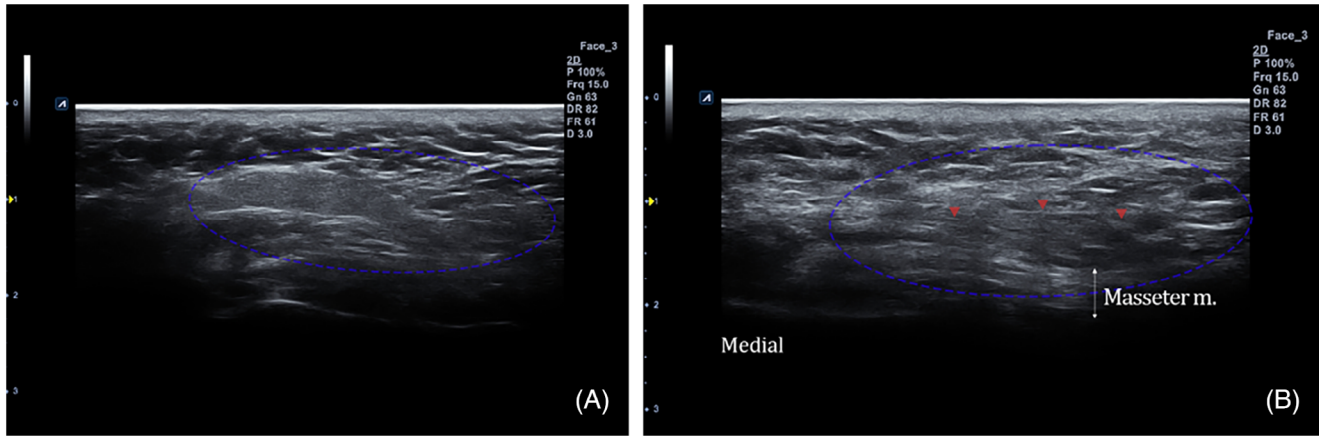 Face_3
2D
P 100%
Frq 15.0
Gn 63
DR 82
FR 61
D 3.0
0
1
2
3
(A)
Face_3
2D
P 100%
Frq 15.0
Gn 63
DR 82
FR 61
D 3.0
0
1
2
3
Masseter m.
Medial
(B)